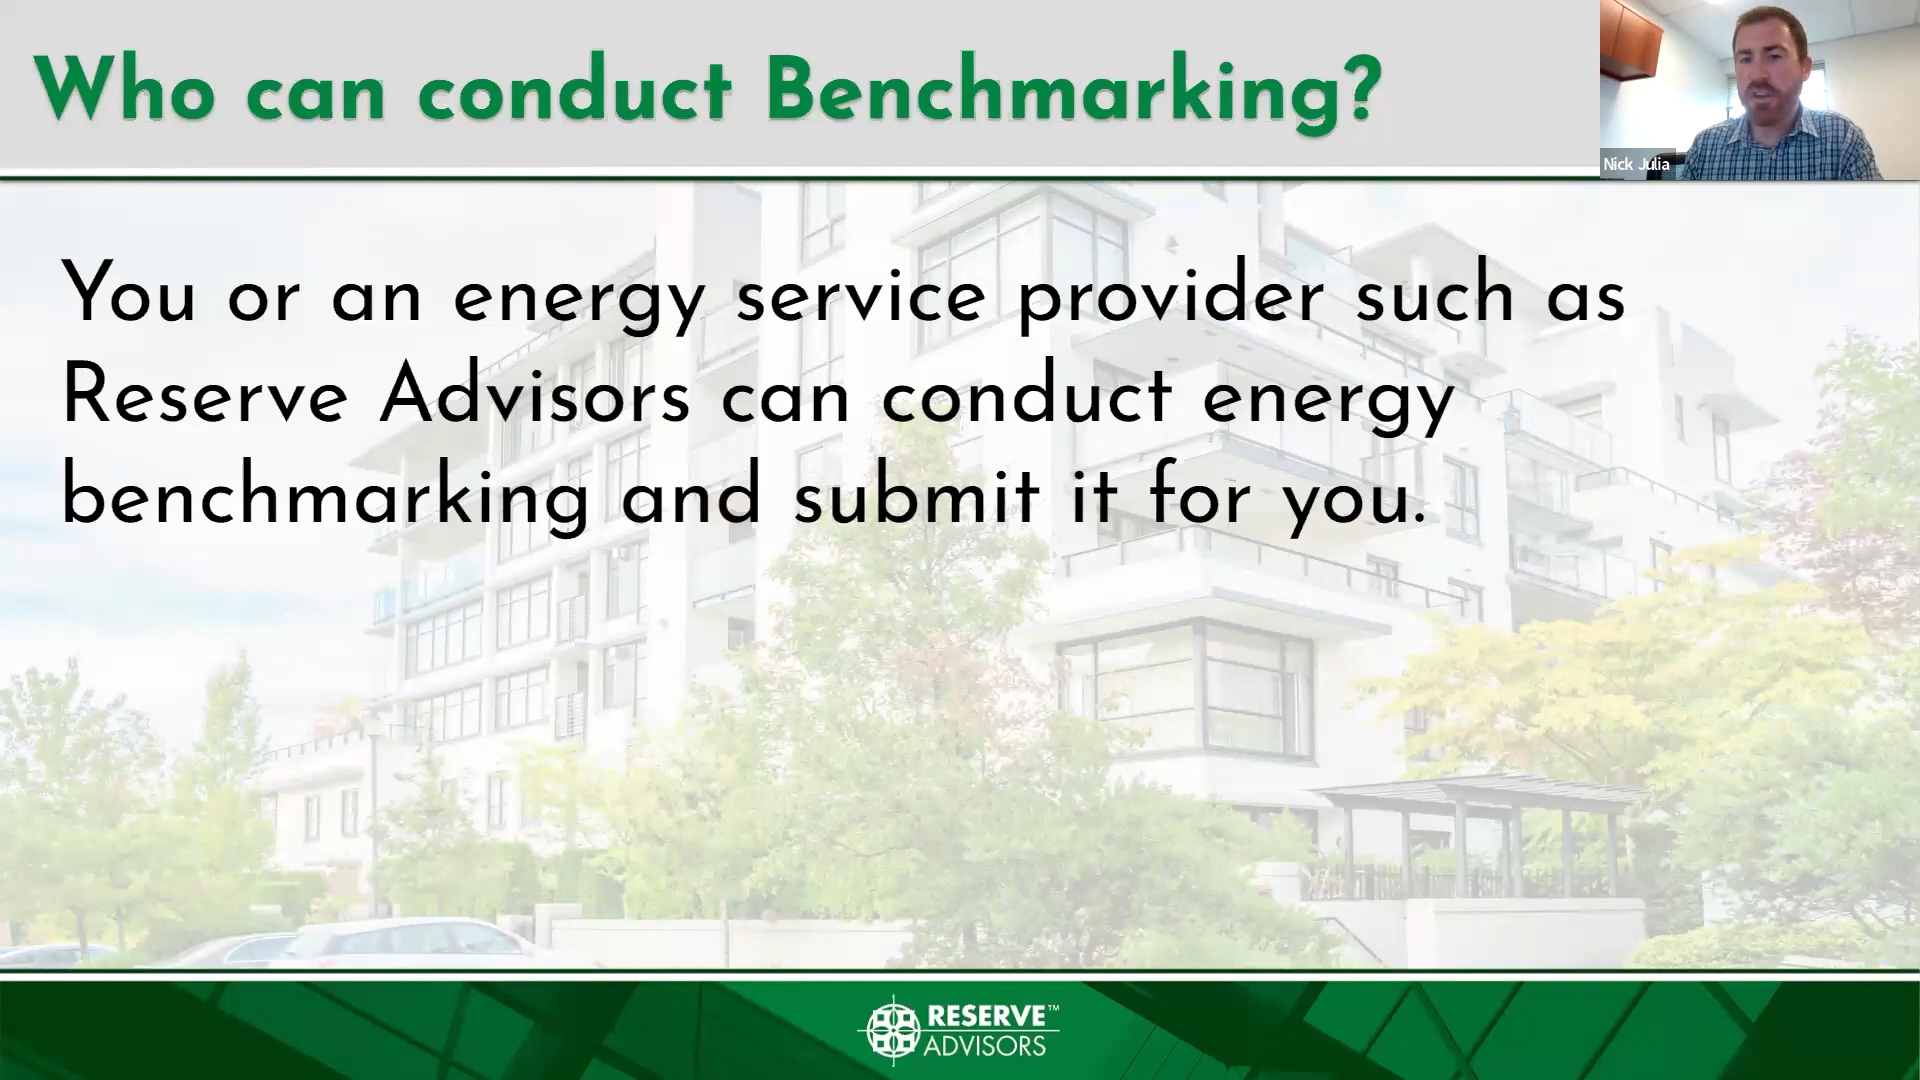 Who can conduct Benchmarking?
Nick Julia
You or an energy service provider such as
Reserve Advisors can conduct energy
benchmarking and submit it for you.
RESERVE™
ADVISORS